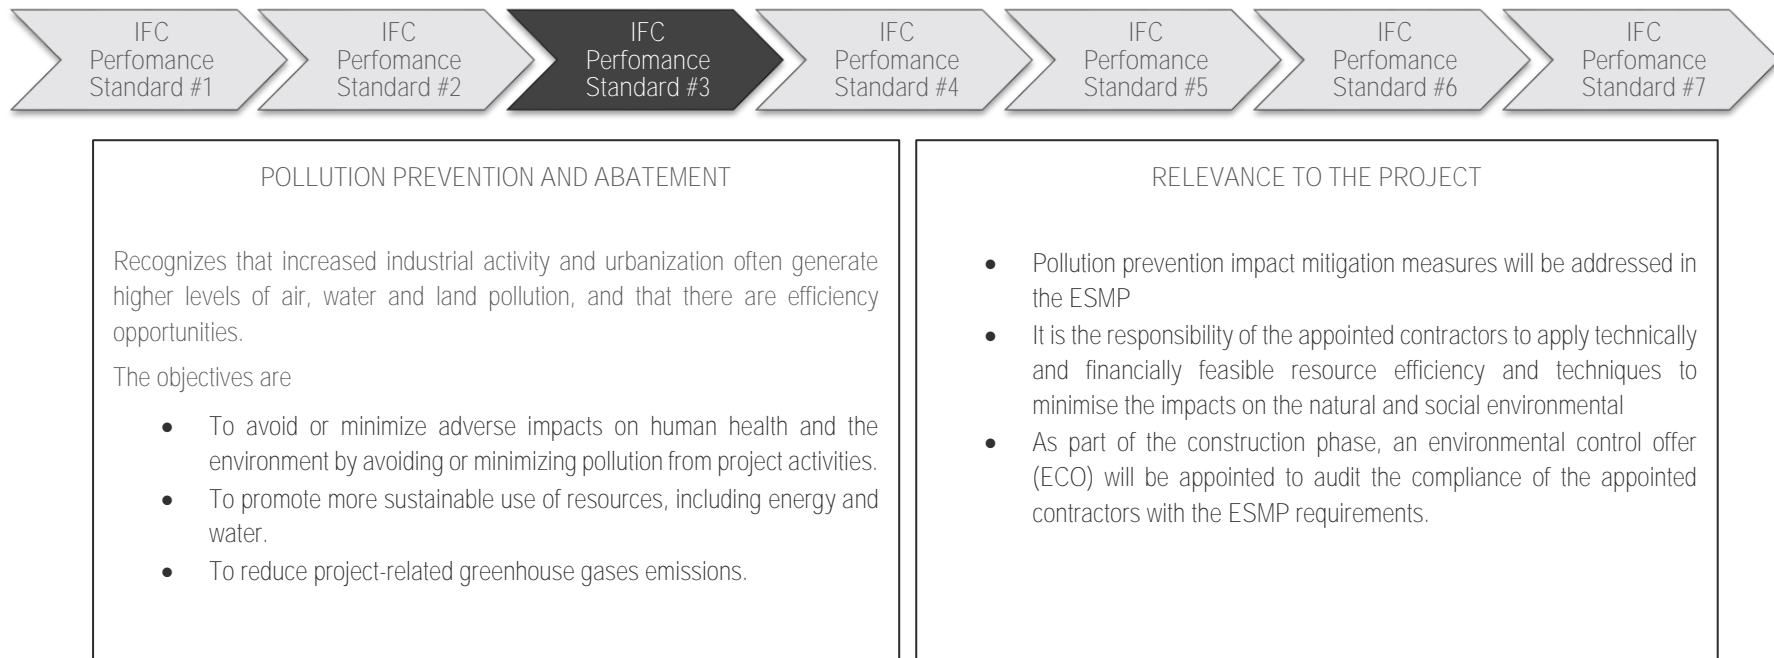 IFC
Perfomance
Standard #1
IFC
Perfomance
Standard #2
IFC
Perfomance
Standard #3
IFC
Perfomance
Standard #4
IFC
Perfomance
Standard #5
IFC
Perfomance
Standard #6
IFC
Perfomance
Standard #7
POLLUTION PREVENTION AND ABATEMENT
Recognizes that increased industrial activity and urbanization often generate
higher levels of air, water and land pollution, and that there are efficiency
opportunities.
The objectives are
• To avoid or minimize adverse impacts on human health and the
environment by avoiding or minimizing pollution from project activities.
• To promote more sustainable use of resources, including energy and
water.
• To reduce project-related greenhouse gases emissions.
RELEVANCE TO THE PROJECT
• Pollution prevention impact mitigation measures will be addressed in
the ESMP
• It is the responsibility of the appointed contractors to apply technically
and financially feasible resource efficiency and techniques to
minimise the impacts on the natural and social environmental
• As part of the construction phase, an environmental control offer
(ECO) will be appointed to audit the compliance of the appointed
contractors with the ESMP requirements.